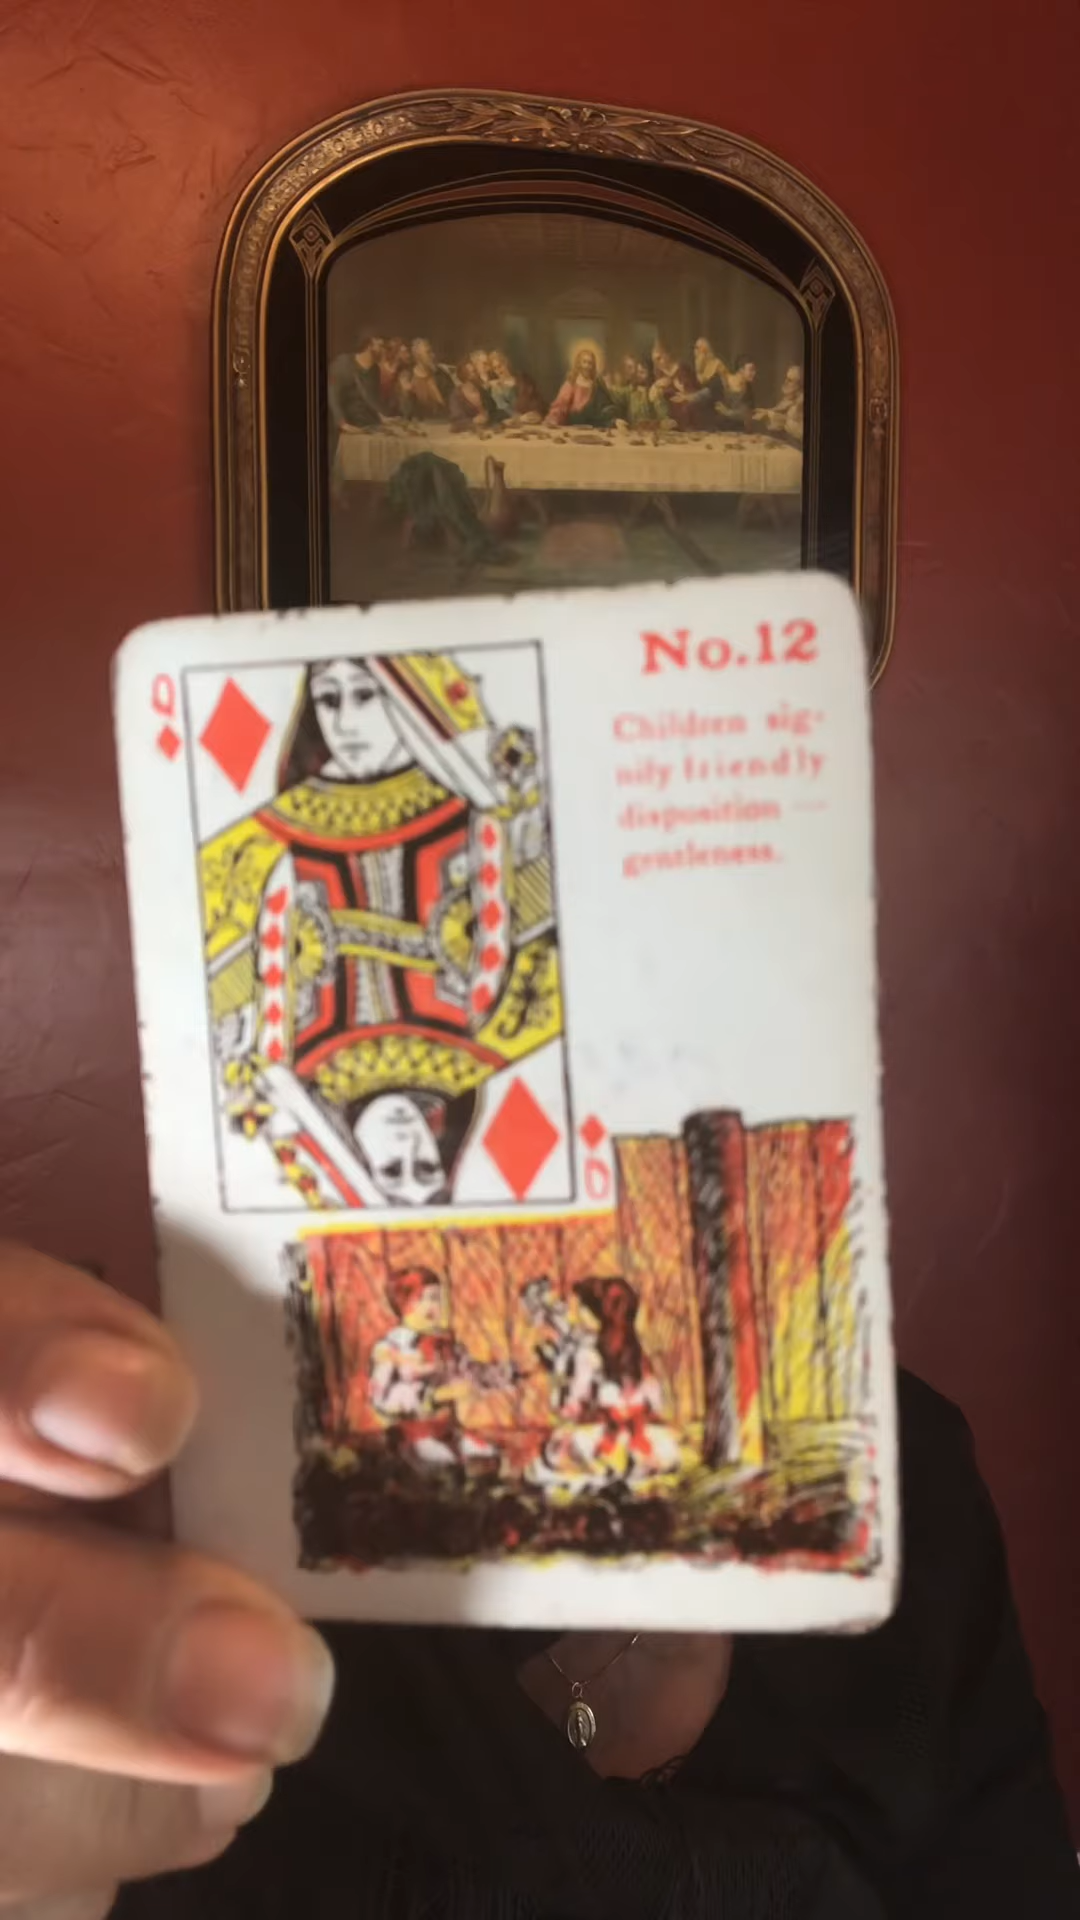 Q
No.12
Children sig-
nify friendly
disposition —
gentleness.
Q